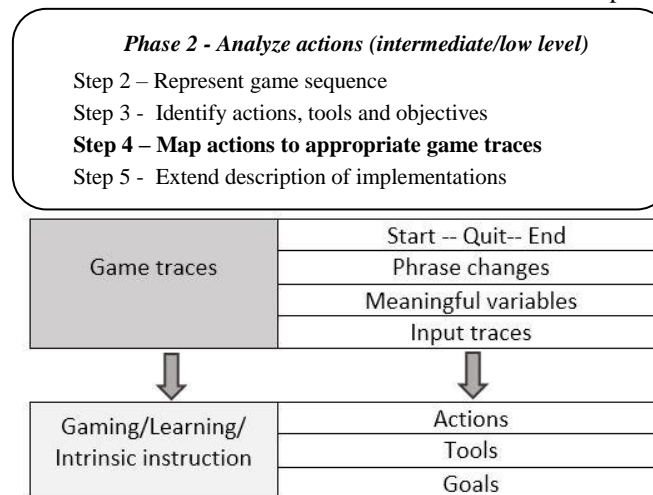 Phase 2 - Analyze actions (intermediate/low level)
Step 2 – Represent game sequence
Step 3 - Identify actions, tools and objectives
Step 4 – Map actions to appropriate game traces
Step 5 - Extend description of implementations
Game traces
Start -- Quit-- End
Phrase changes
Meaningful variables
Input traces
Gaming/Learning/
Intrinsic instruction
Actions
Tools
Goals